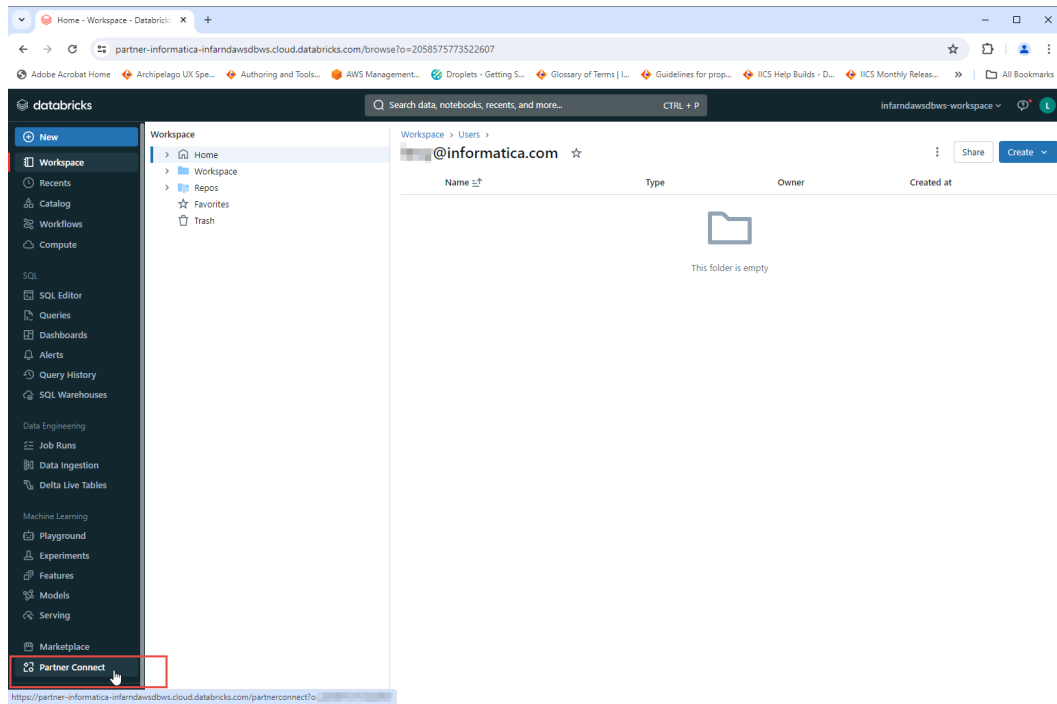 Home - Workspace - Databricks
partner-informatica-infarndawsdbws.cloud.databricks.com/browse?o=2058575773522607
Adobe Acrobat Home
Archipelago UX Spe...
Authoring and Tools...
AWS Management...
Droplets - Getting S...
Glossary of Terms | I...
Guidelines for prop...
IICS Help Builds - D...
IICS Monthly Releas...
»
All Bookmarks
databricks
Search data, notebooks, recents, and more...
CTRL + P
infarndawsdbws-workspace
L
New
Workspace
Recents
Catalog
Workflows
Compute
SQL
SQL Editor
Queries
Dashboards
Alerts
Query History
SQL Warehouses
Data Engineering
Job Runs
Data Ingestion
Delta Live Tables
Machine Learning
Playground
Experiments
Features
Models
Serving
Marketplace
Partner Connect
Workspace
Home
Workspace
Repos
Favorites
Trash
Workspace > Users >
@informatica.com
Share
Create
Name
Type
Owner
Created at
This folder is empty
https://partner-informatica-infarndawsdbws.cloud.databricks.com/partnerconnect?o